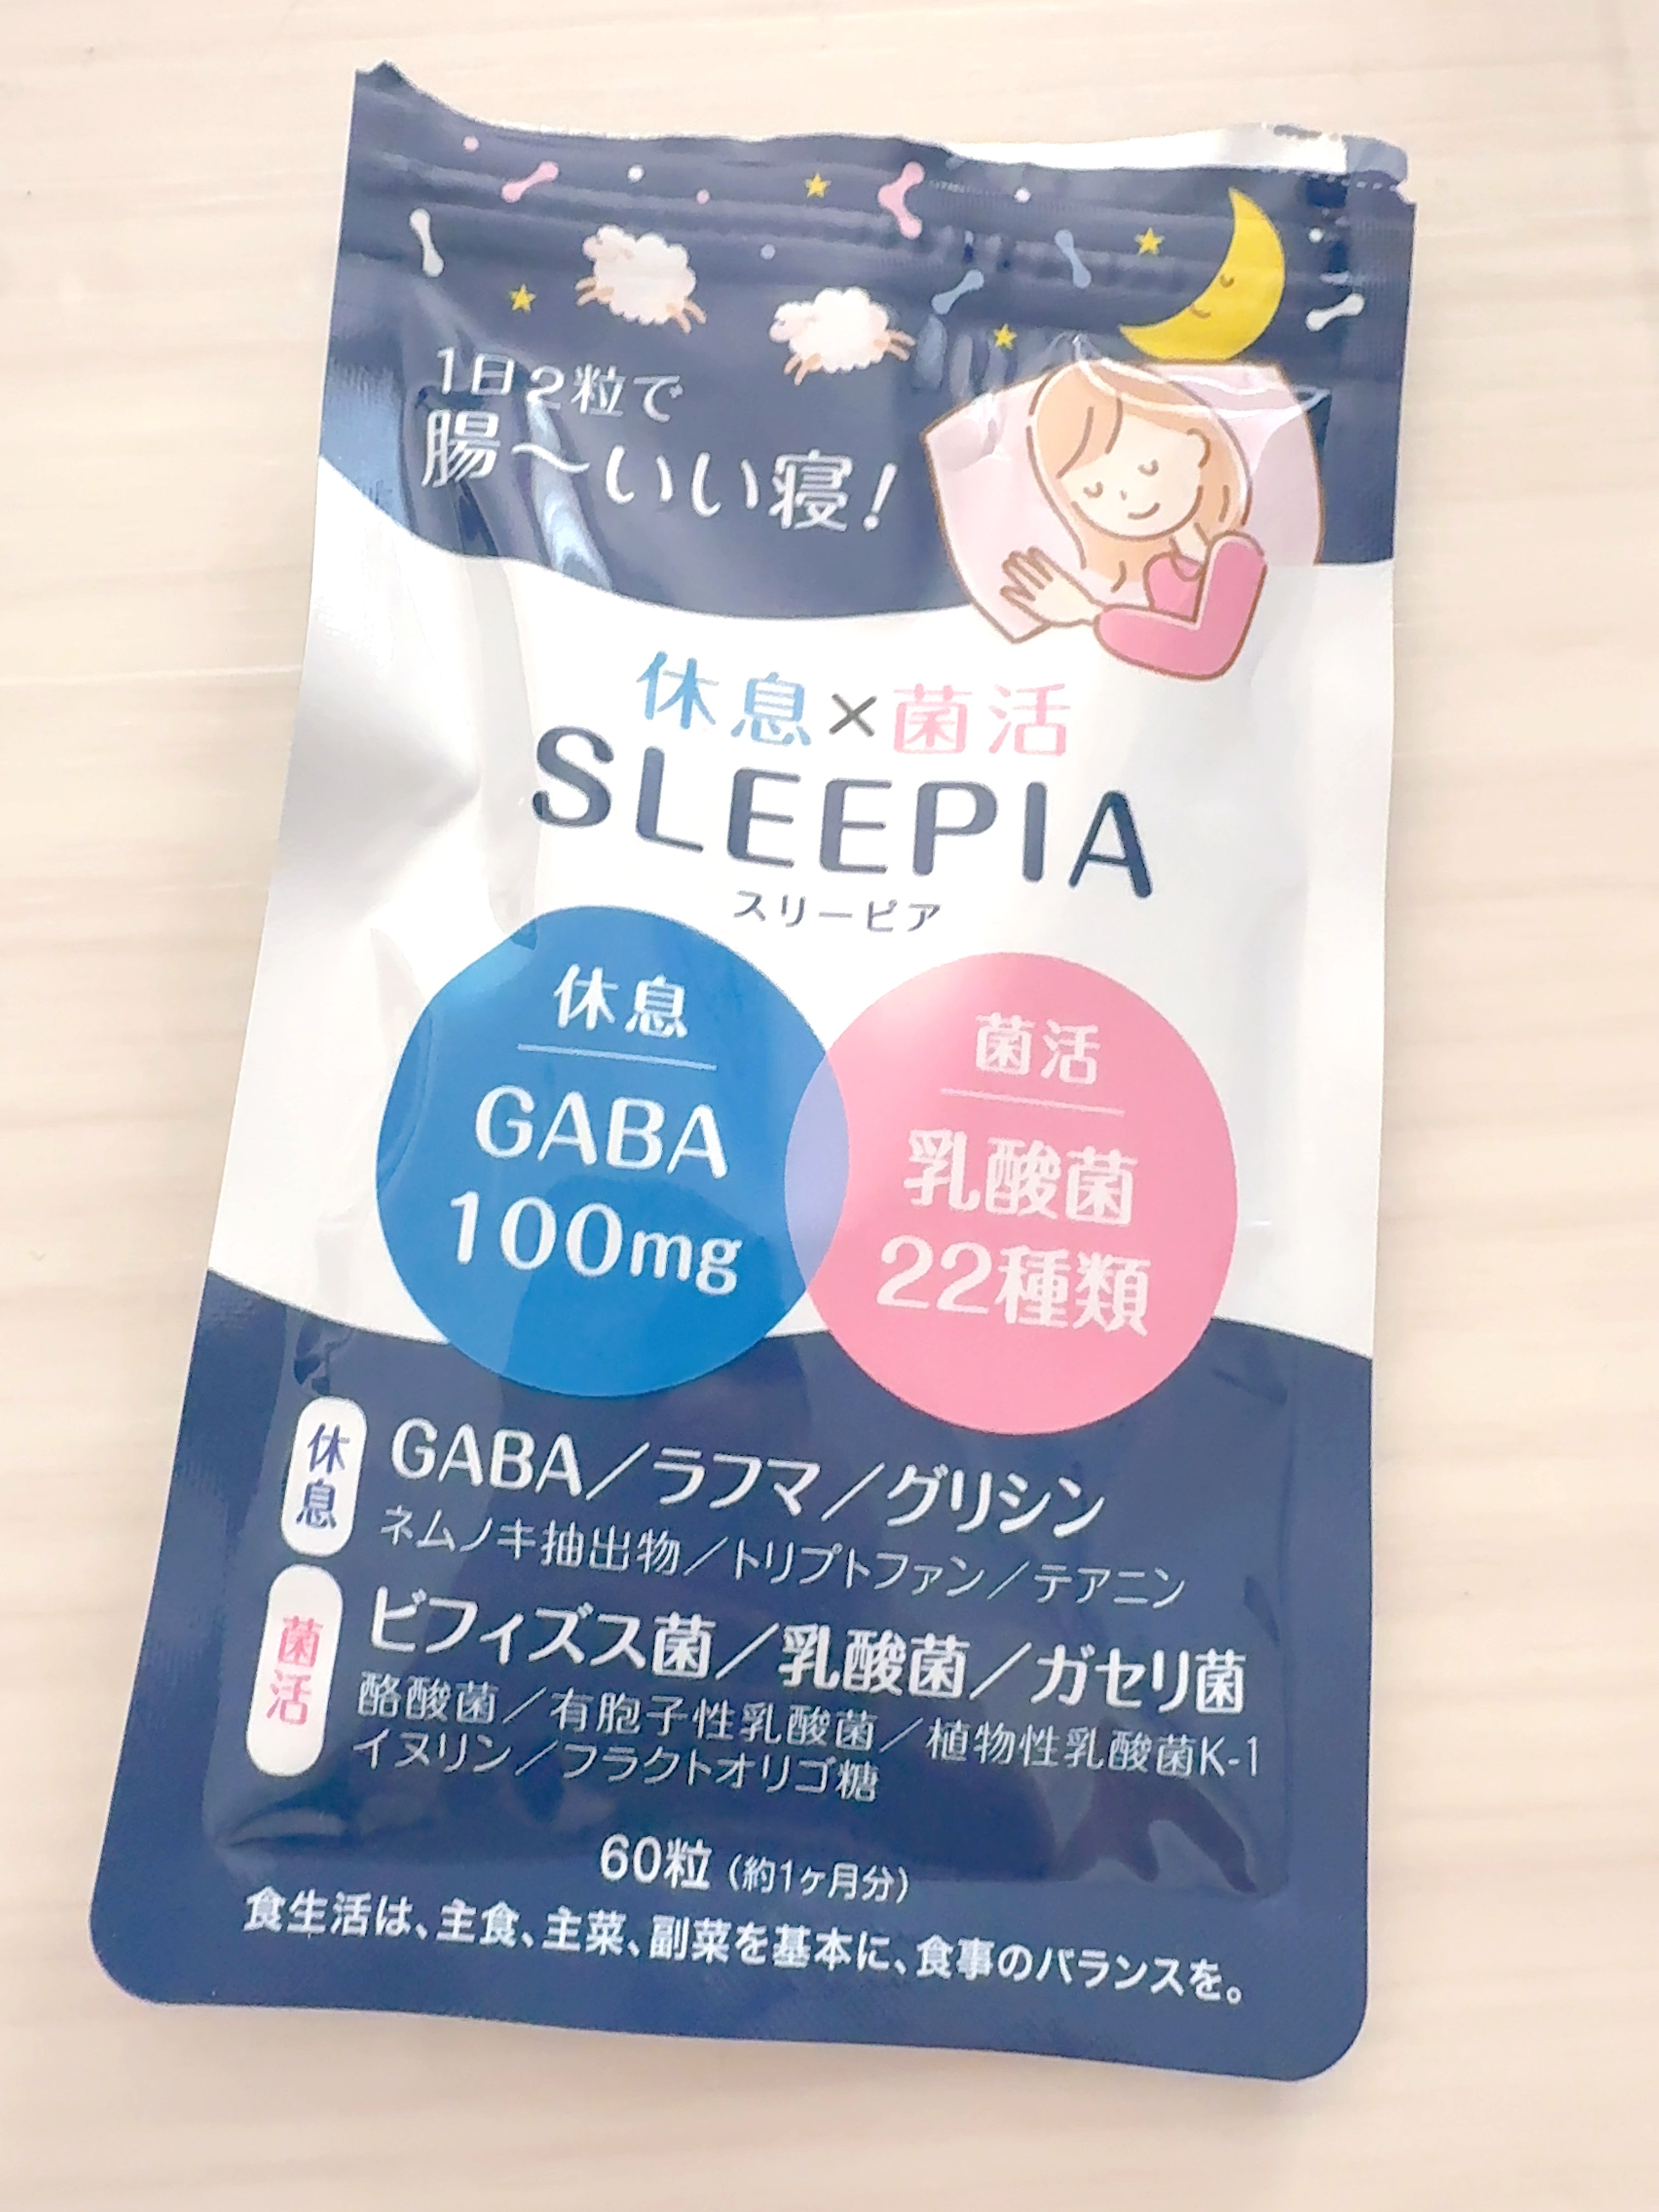 1日2粒で
腸〜いい寝!
休息×菌活
SLEEPIA
スリーピア
休息
GABA
100mg
菌活
乳酸菌
22種類
休息
GABA／ラフマ／グリシン
ネムノキ抽出物／トリプトファン／テアニン
菌活
ビフィズス菌／乳酸菌／ガセリ菌
酪酸菌／有胞子性乳酸菌／植物性乳酸菌K-1
イヌリン／フラクトオリゴ糖
60粒（約1ヶ月分）
食生活は、主食、主菜、副菜を基本に、食事のバランスを。